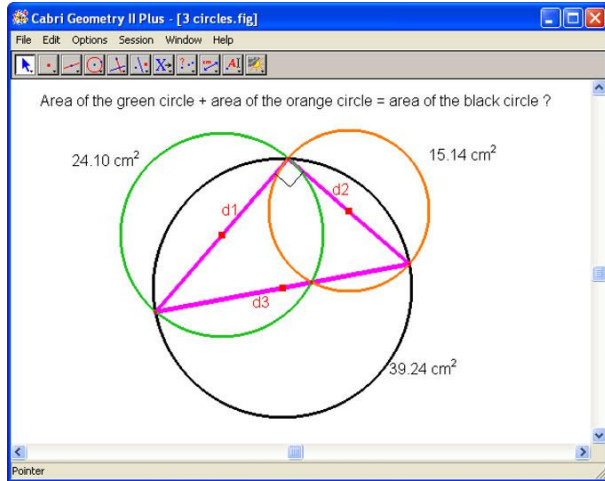 Cabri Geometry II Plus - [3 circles.fig]
File Edit Options Session Window Help
Area of the green circle + area of the orange circle = area of the black circle ?
24.10 cm²
15.14 cm²
d1
d2
d3
39.24 cm²
Pointer